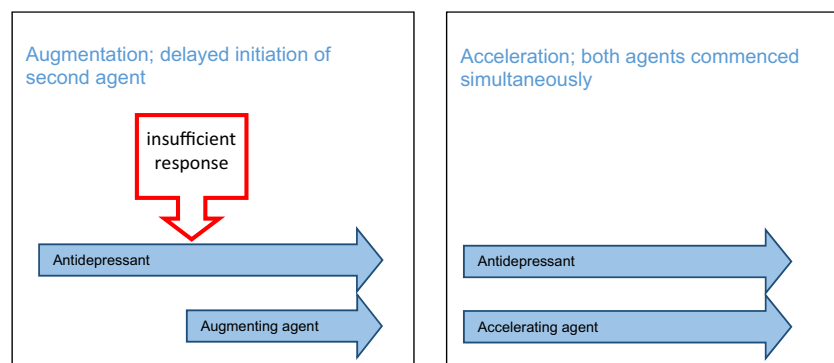 Augmentation; delayed initiation of
second agent
insufficient
response
Antidepressant
Augmenting agent
Acceleration; both agents commenced
simultaneously
Antidepressant
Accelerating agent